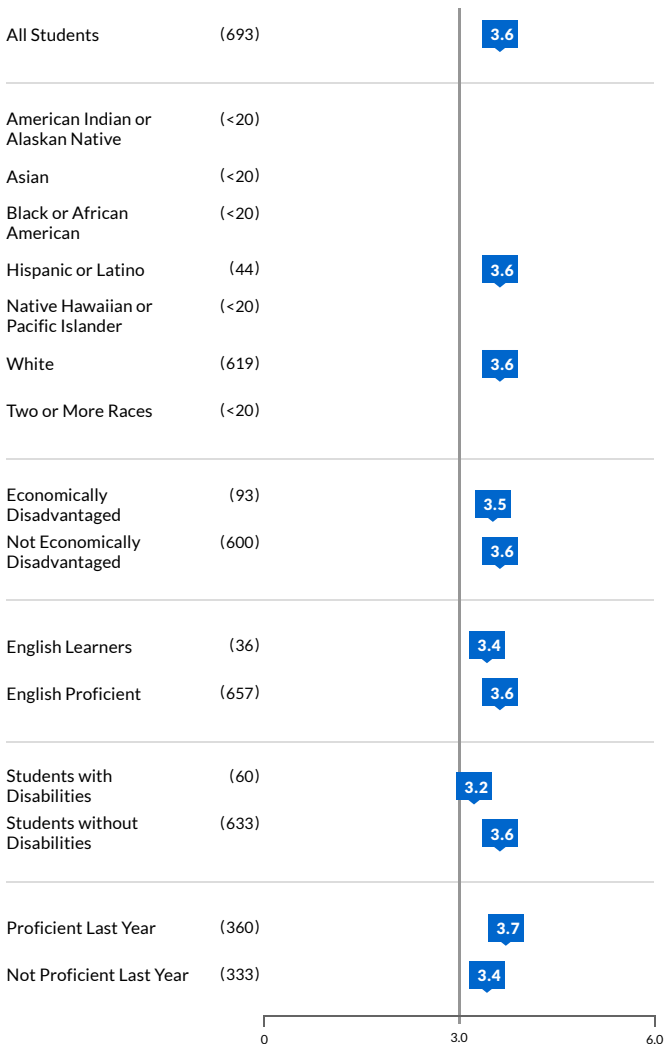 All Students (693) 3.6
American Indian or (<20)
Alaskan Native
Asian (<20)
Black or African (<20)
American
Hispanic or Latino (44) 3.6
Native Hawaiian or (<20)
Pacific Islander
White (619) 3.6
Two or More Races (<20)
Economically (93) 3.5
Disadvantaged
Not Economically (600) 3.6
Disadvantaged
English Learners (36) 3.4
English Proficient (657) 3.6
Students with (60) 3.2
Disabilities
Students without (633) 3.6
Disabilities
Proficient Last Year (360) 3.7
Not Proficient Last Year (333) 3.4
0 3.0 6.0